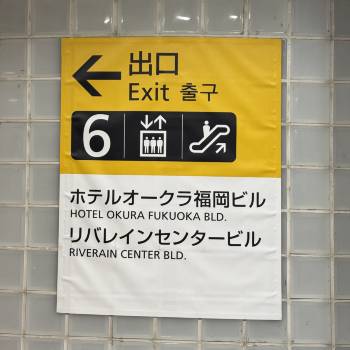 出口
Exit 출구
6
ホテルオークラ福岡ビル
HOTEL OKURA FUKUOKA BLD.
リバレインセンタービル
RIVERAIN CENTER BLD.